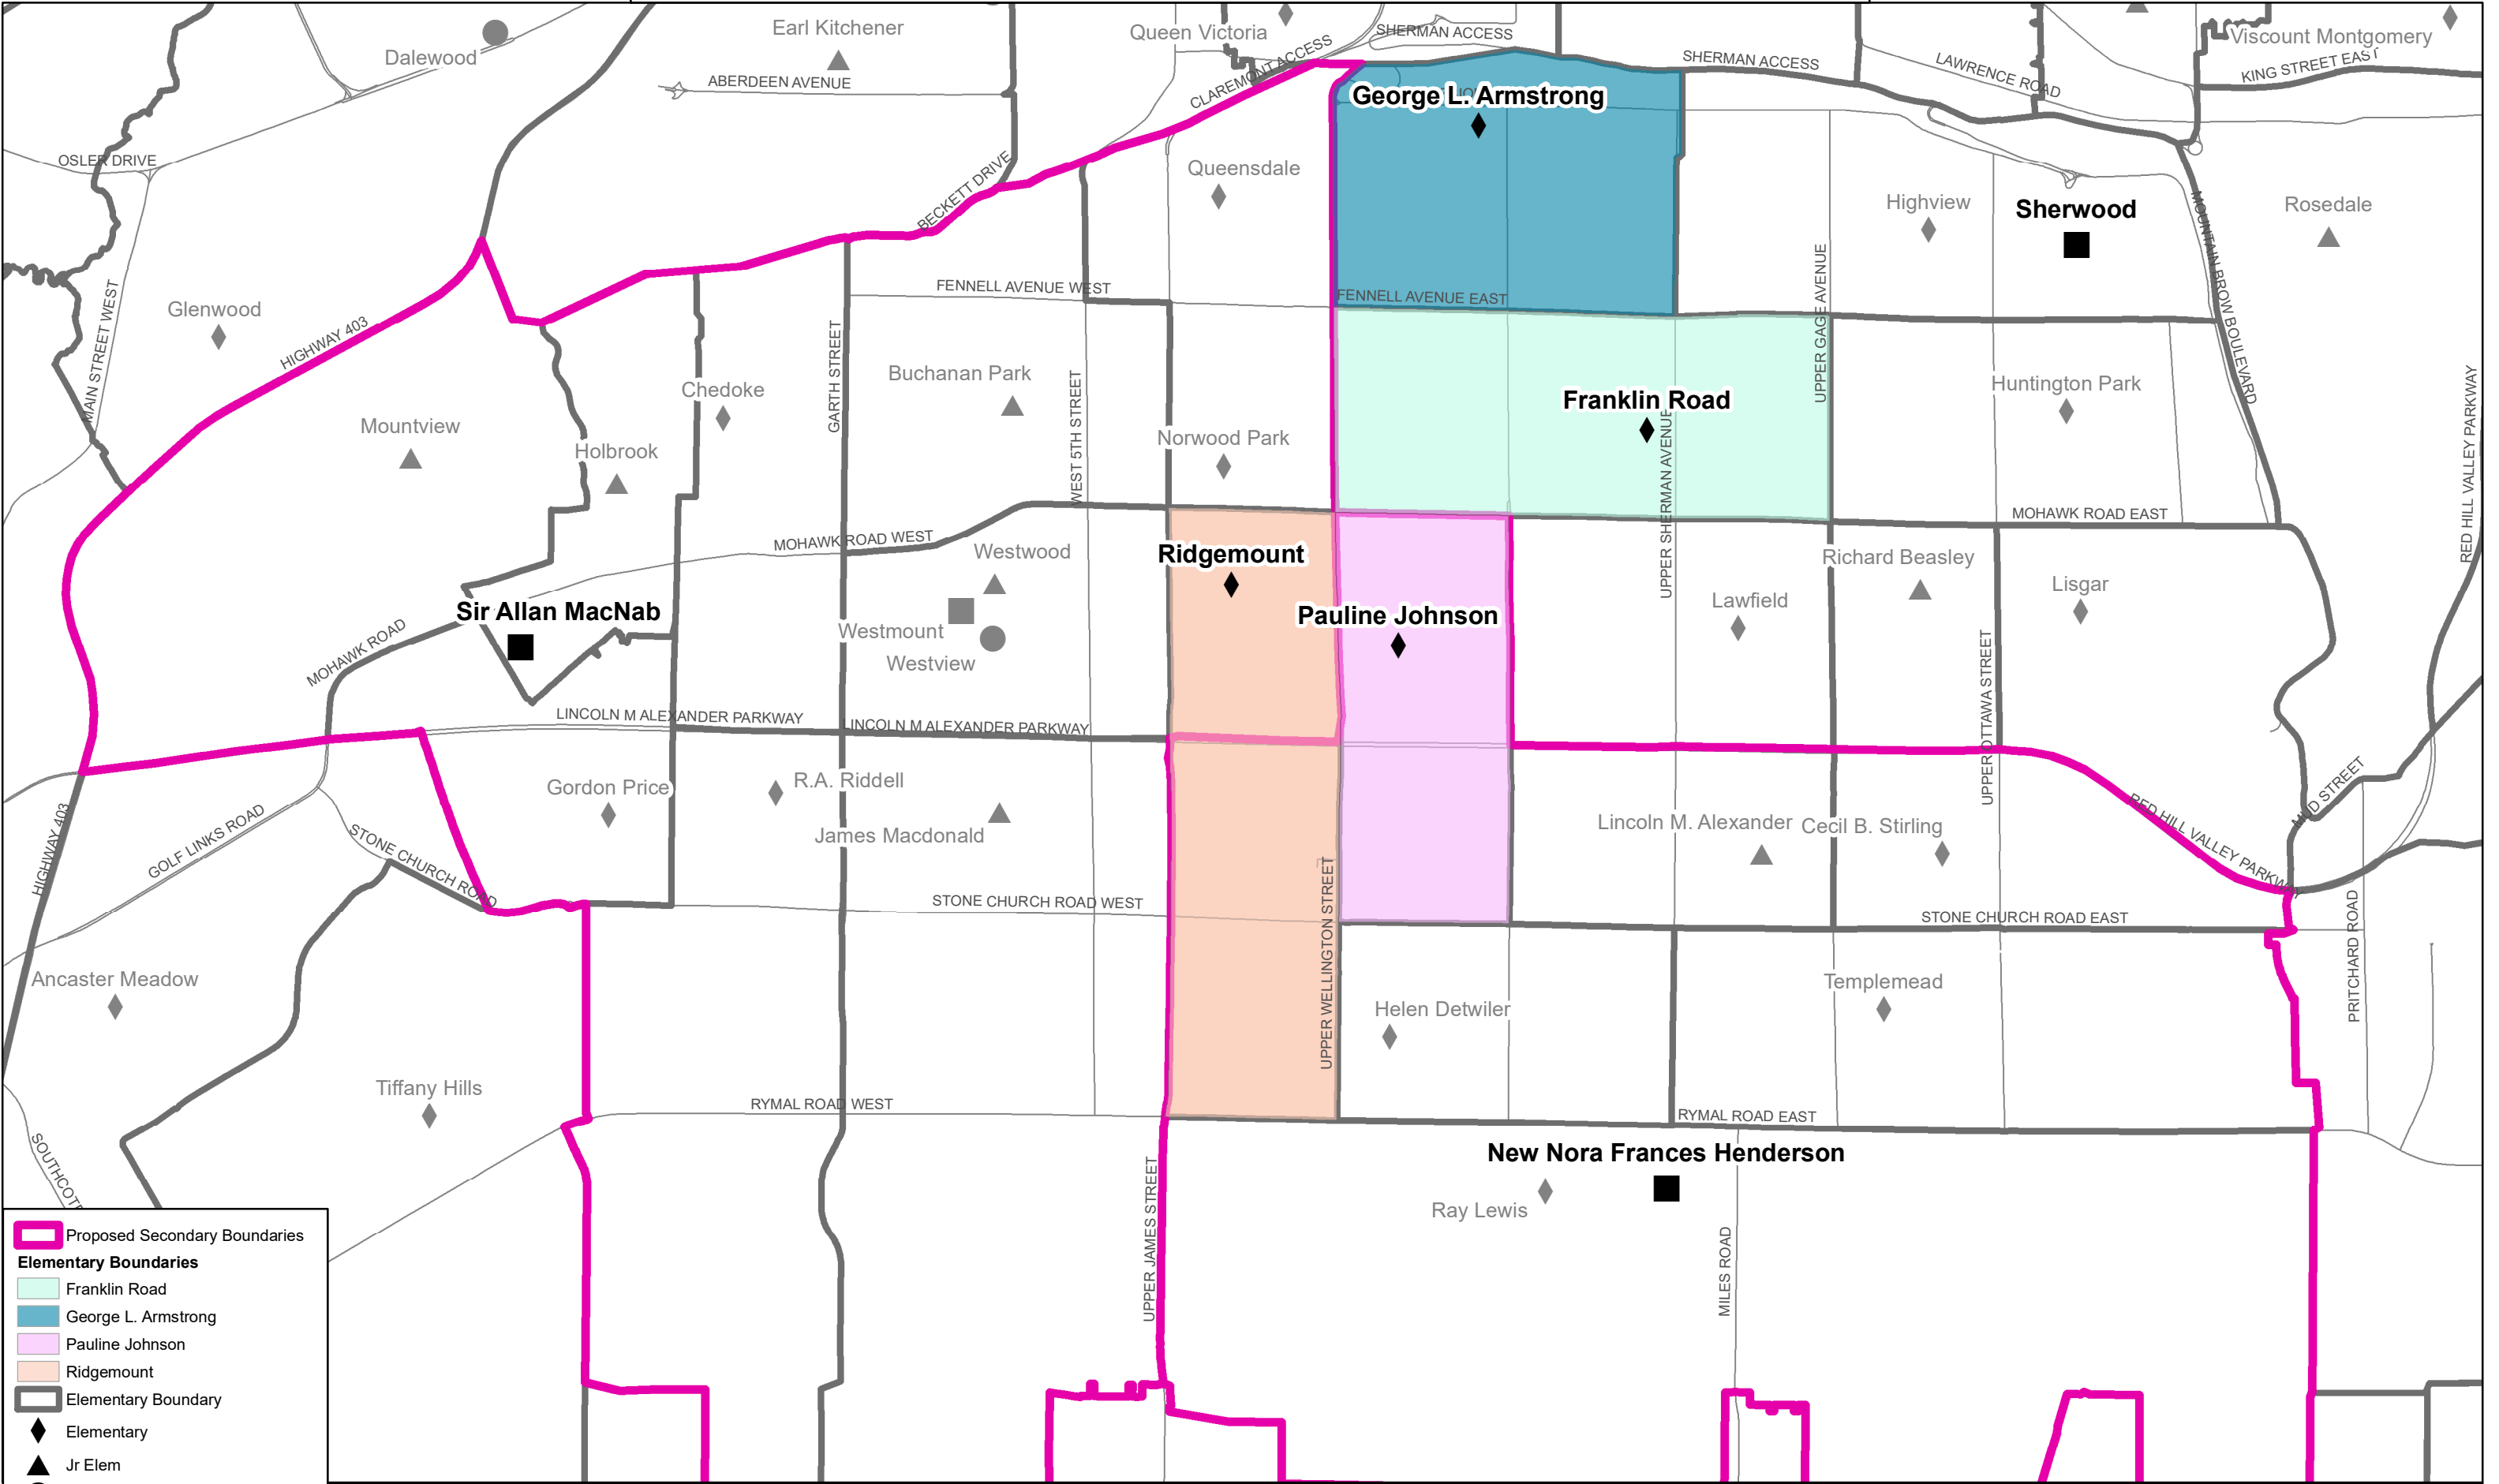 Earl Kitchener
Queen Victoria
SHERMAN ACCESS
Viscount Montgomery
Dalewood
CLAREMONT ACCESS
SHERMAN ACCESS
LAWRENCE ROAD
KING STREET EAST
ABERDEEN AVENUE
George L. Armstrong
OSLER DRIVE
BECKETT DRIVE
Queensdale
Highview
Sherwood
Rosedale
MOUNTAIN BROW BOULEVARD
MAIN STREET WEST
Glenwood
HIGHWAY 403
FENNELL AVENUE WEST
FENNELL AVENUE EAST
UPPER GAGE AVENUE
GARTH STREET
Buchanan Park
Chedoke
WEST 5TH STREET
Huntington Park
RED HILL VALLEY PARKWAY
Franklin Road
Mountview
Holbrook
Norwood Park
UPPER SHERMAN AVENUE
MOHAWK ROAD EAST
MOHAWK ROAD WEST
Westwood
Ridgemount
Richard Beasley
Lisgar
Sir Allan MacNab
Pauline Johnson
Lawfield
Westmount
Westview
MOHAWK ROAD
UPPER OTTAWA STREET
LINCOLN M ALEXANDER PARKWAY
LINCOLN M ALEXANDER PARKWAY
Gordon Price
R.A. Riddell
James Macdonald
Lincoln M. Alexander
Cecil B. Stirling
MUD STREET
RED HILL VALLEY PARKWAY
HIGHWAY 403
GOLF LINKS ROAD
STONE CHURCH ROAD
STONE CHURCH ROAD WEST
UPPER WELLINGTON STREET
STONE CHURCH ROAD EAST
PRITCHARD ROAD
Ancaster Meadow
Helen Detwiler
Templemead
Tiffany Hills
RYMAL ROAD WEST
RYMAL ROAD EAST
New Nora Frances Henderson
UPPER JAMES STREET
Ray Lewis
MILES ROAD
Proposed Secondary Boundaries
Elementary Boundaries
Franklin Road
George L. Armstrong
Pauline Johnson
Ridgemount
Elementary Boundary
Elementary
Jr Elem